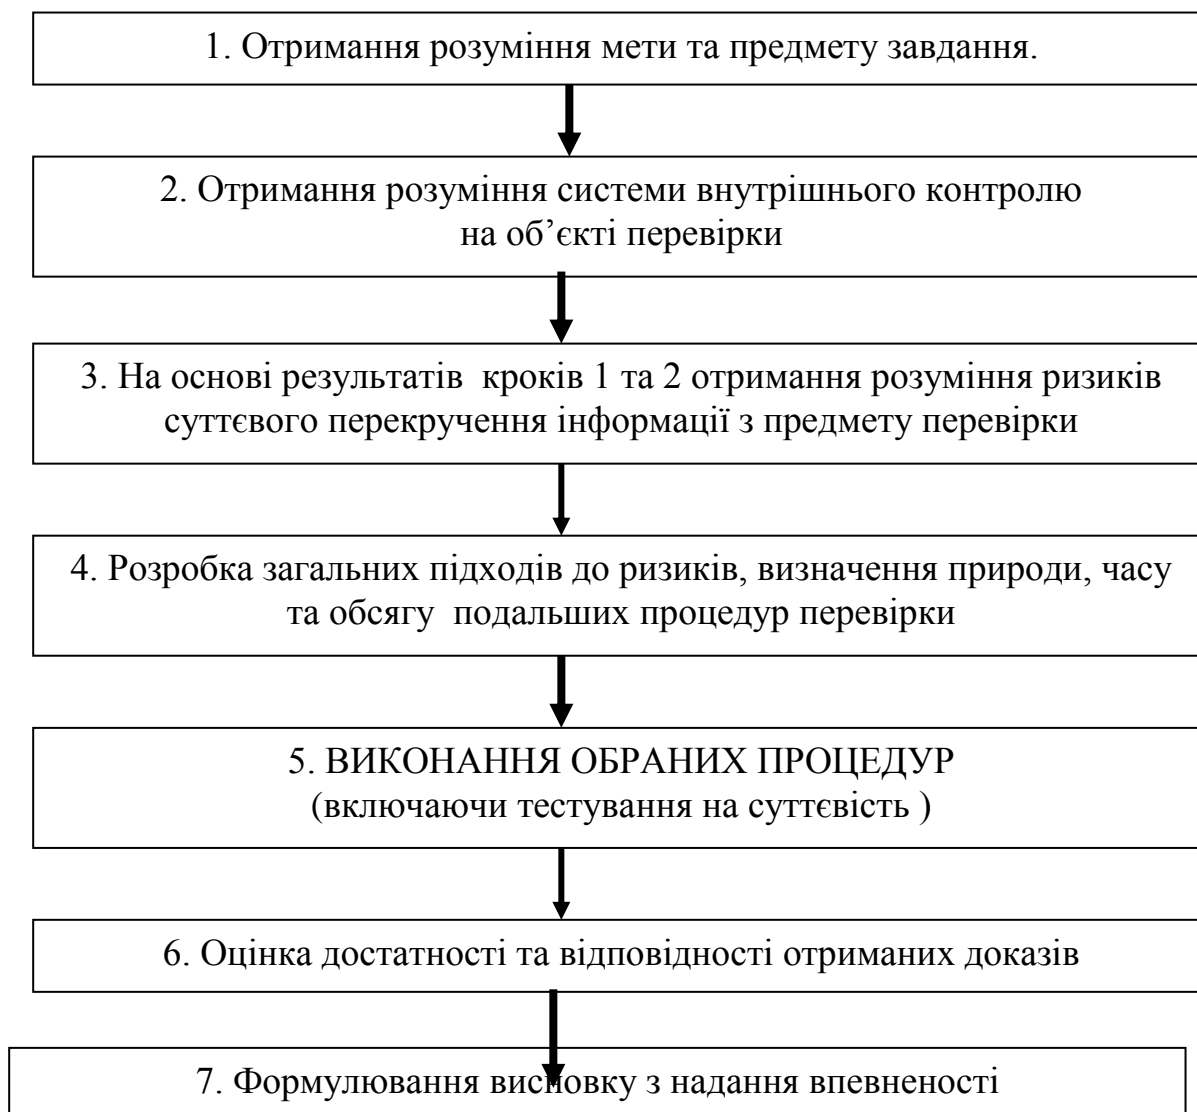 1. Отримання розуміння мети та предмету завдання.
2. Отримання розуміння системи внутрішнього контролю
на об’єкті перевірки
3. На основі результатів кроків 1 та 2 отримання розуміння ризиків
суттєвого перекручення інформації з предмету перевірки
4. Розробка загальних підходів до ризиків, визначення природи, часу
та обсягу подальших процедур перевірки
5. ВИКОНАННЯ ОБРАНИХ ПРОЦЕДУР
(включаючи тестування на суттєвість )
6. Оцінка достатності та відповідності отриманих доказів
7. Формулювання висновку з надання впевненості